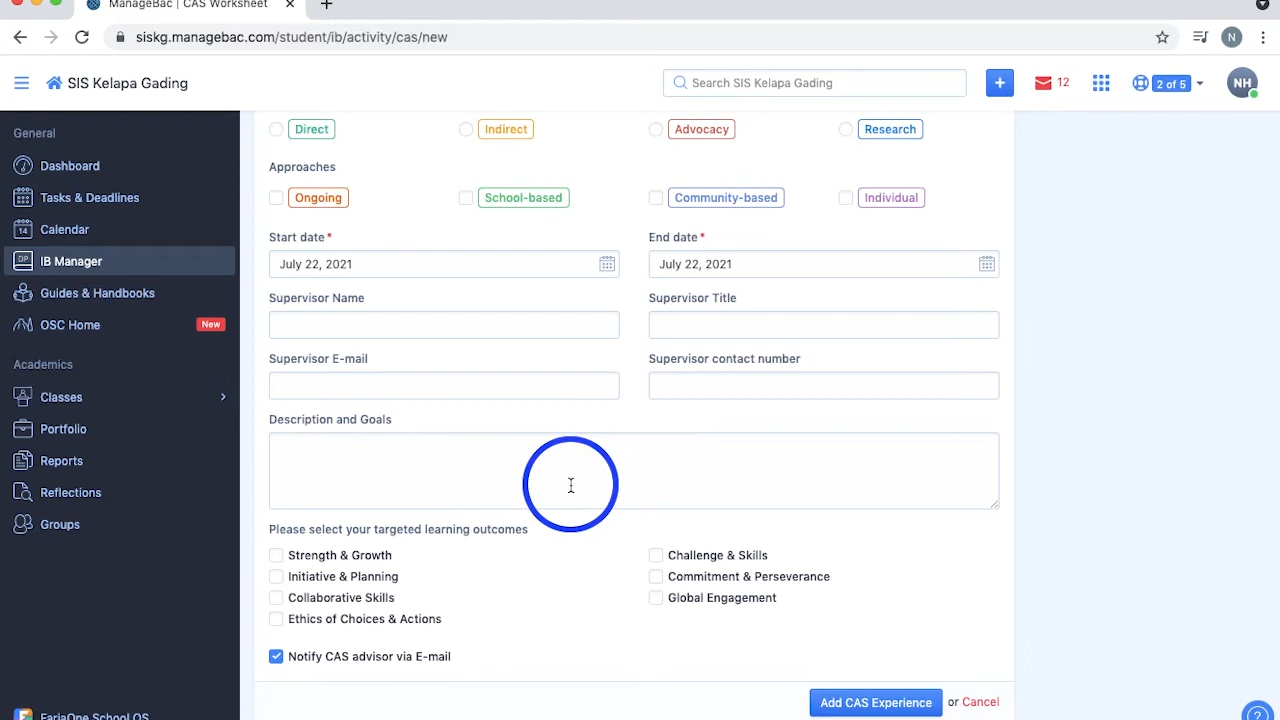 ManageBac | CAS Worksheet
siskg.managebac.com/student/ib/activity/cas/new
N
SIS Kelapa Gading
Search SIS Kelapa Gading
12
2 of 5
NH
General
Dashboard
Tasks & Deadlines
14
Calendar
DP
IB Manager
Guides & Handbooks
OSC Home
New
Academics
Classes
Portfolio
Reports
Reflections
Groups
FariaOne School OS
Direct
Indirect
Advocacy
Research
Approaches
Ongoing
School-based
Community-based
Individual
Start date*
End date*
July 22, 2021
July 22, 2021
Supervisor Name
Supervisor Title
Supervisor E-mail
Supervisor contact number
Description and Goals
Please select your targeted learning outcomes
Strength & Growth
Challenge & Skills
Initiative & Planning
Commitment & Perseverance
Collaborative Skills
Global Engagement
Ethics of Choices & Actions
Notify CAS advisor via E-mail
Add CAS Experience or Cancel
?